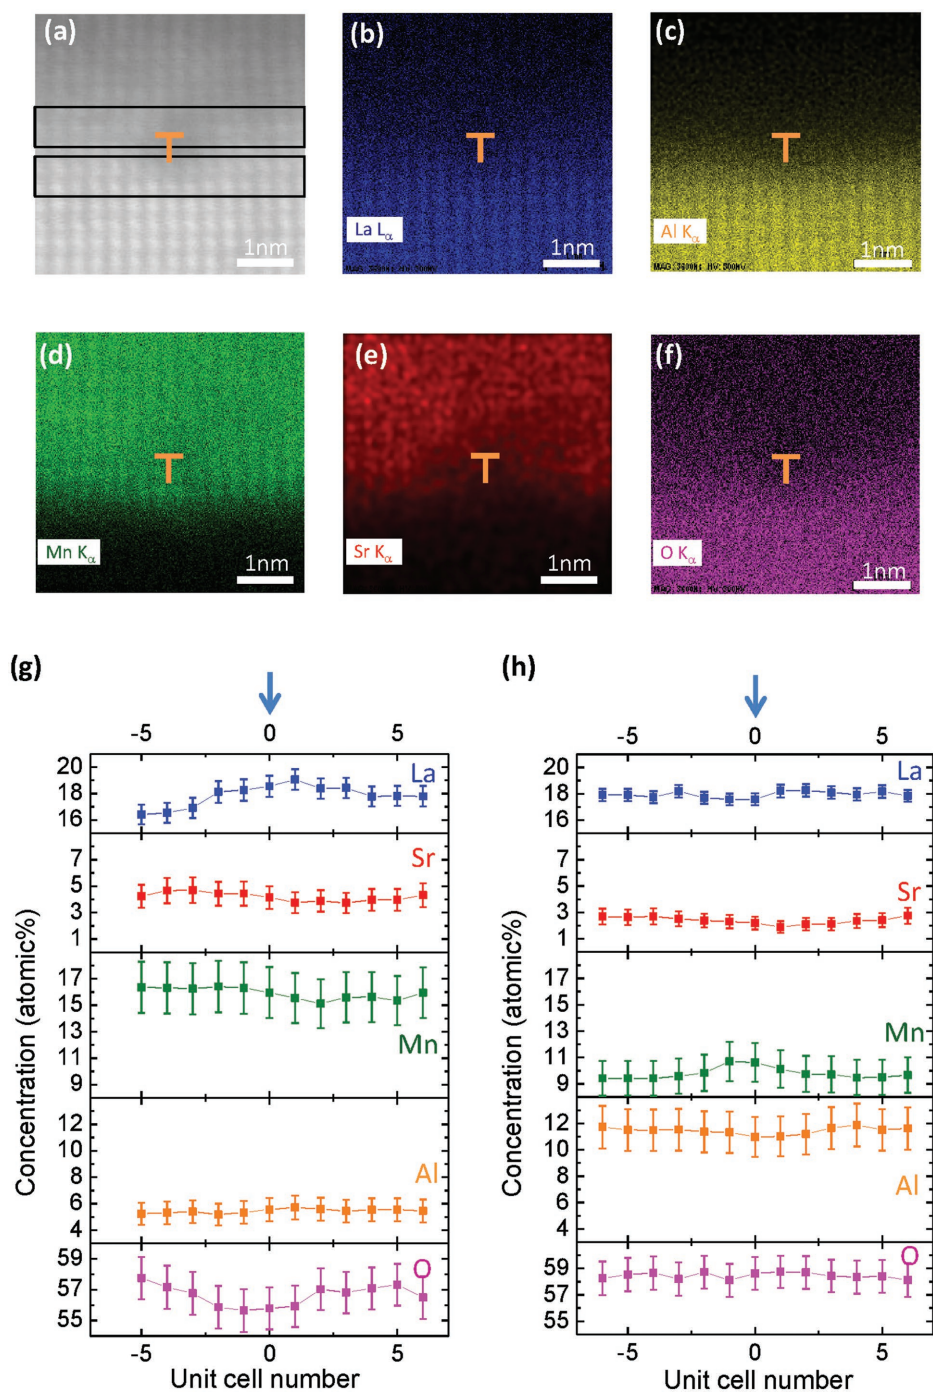 (a)
T
1nm
(b)
T
La Lα
1nm
(c)
T
Al Kα
1nm
(d)
T
Mn Kα
1nm
(e)
T
Sr Kα
1nm
(f)
T
O Kα
1nm
(g)
-5 0 5
20
18
16
La
7
5
3
1
Sr
17
15
13
11
9
Mn
12
10
8
6
4
Al
59
57
55
O
-5 0 5
Unit cell number
Concentration (atomic%)
(h)
-5 0 5
20
18
16
La
7
5
3
1
Sr
17
15
13
11
9
Mn
12
10
8
6
4
Al
59
57
55
O
-5 0 5
Unit cell number
Concentration (atomic%)